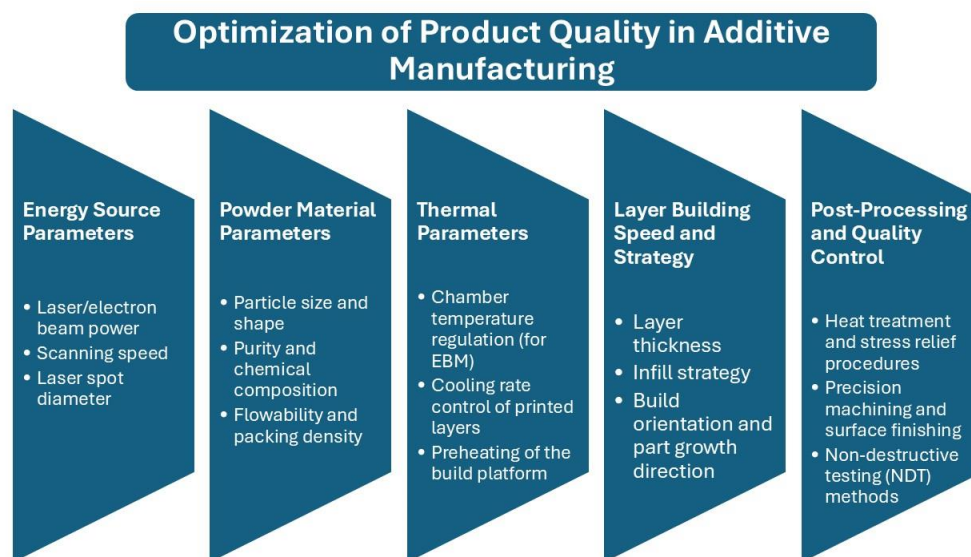 Optimization of Product Quality in Additive
Manufacturing
Energy Source
Parameters
• Laser/electron
beam power
• Scanning speed
• Laser spot
diameter
Powder Material
Parameters
• Particle size and
shape
• Purity and
chemical
composition
• Flowability and
packing density
Thermal
Parameters
• Chamber
temperature
regulation (for
EBM)
• Cooling rate
control of printed
layers
• Preheating of the
build platform
Layer Building
Speed and
Strategy
• Layer
thickness
• Infill strategy
• Build
orientation and
part growth
direction
Post-Processing
and Quality
Control
• Heat treatment
and stress relief
procedures
• Precision
machining and
surface finishing
• Non-destructive
testing (NDT)
methods